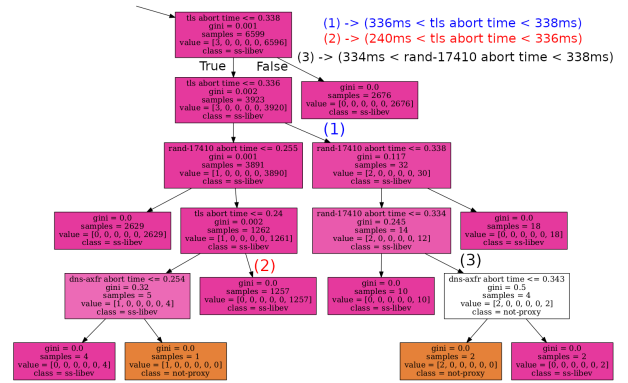 tls abort time <= 0.338
gini = 0.001
samples = 6599
value = [3, 0, 0, 0, 0, 6596]
class = ss-libev
(1) -> (336ms < tls abort time < 338ms)
(2) -> (240ms < tls abort time < 336ms)
(3) -> (334ms < rand-17410 abort time < 338ms)
True
False
tls abort time <= 0.336
gini = 0.002
samples = 3923
value = [3, 0, 0, 0, 0, 3920]
class = ss-libev
gini = 0.0
samples = 2676
value = [0, 0, 0, 0, 0, 2676]
class = ss-libev
(1)
rand-17410 abort time <= 0.255
gini = 0.001
samples = 3891
value = [1, 0, 0, 0, 0, 3890]
class = ss-libev
rand-17410 abort time <= 0.338
gini = 0.117
samples = 32
value = [2, 0, 0, 0, 0, 30]
class = ss-libev
gini = 0.0
samples = 2629
value = [0, 0, 0, 0, 0, 2629]
class = ss-libev
tls abort time <= 0.24
gini = 0.002
samples = 1262
value = [1, 0, 0, 0, 0, 1261]
class = ss-libev
rand-17410 abort time <= 0.334
gini = 0.245
samples = 14
value = [2, 0, 0, 0, 0, 12]
class = ss-libev
gini = 0.0
samples = 18
value = [0, 0, 0, 0, 0, 18]
class = ss-libev
(2)
(3)
dns-axfr abort time <= 0.254
gini = 0.32
samples = 5
value = [1, 0, 0, 0, 0, 4]
class = ss-libev
gini = 0.0
samples = 1257
value = [0, 0, 0, 0, 0, 1257]
class = ss-libev
gini = 0.0
samples = 10
value = [0, 0, 0, 0, 0, 10]
class = ss-libev
dns-axfr abort time <= 0.343
gini = 0.5
samples = 4
value = [2, 0, 0, 0, 0, 2]
class = not-proxy
gini = 0.0
samples = 4
value = [0, 0, 0, 0, 0, 4]
class = ss-libev
gini = 0.0
samples = 1
value = [1, 0, 0, 0, 0, 0]
class = not-proxy
gini = 0.0
samples = 2
value = [2, 0, 0, 0, 0, 0]
class = not-proxy
gini = 0.0
samples = 2
value = [0, 0, 0, 0, 0, 2]
class = ss-libev